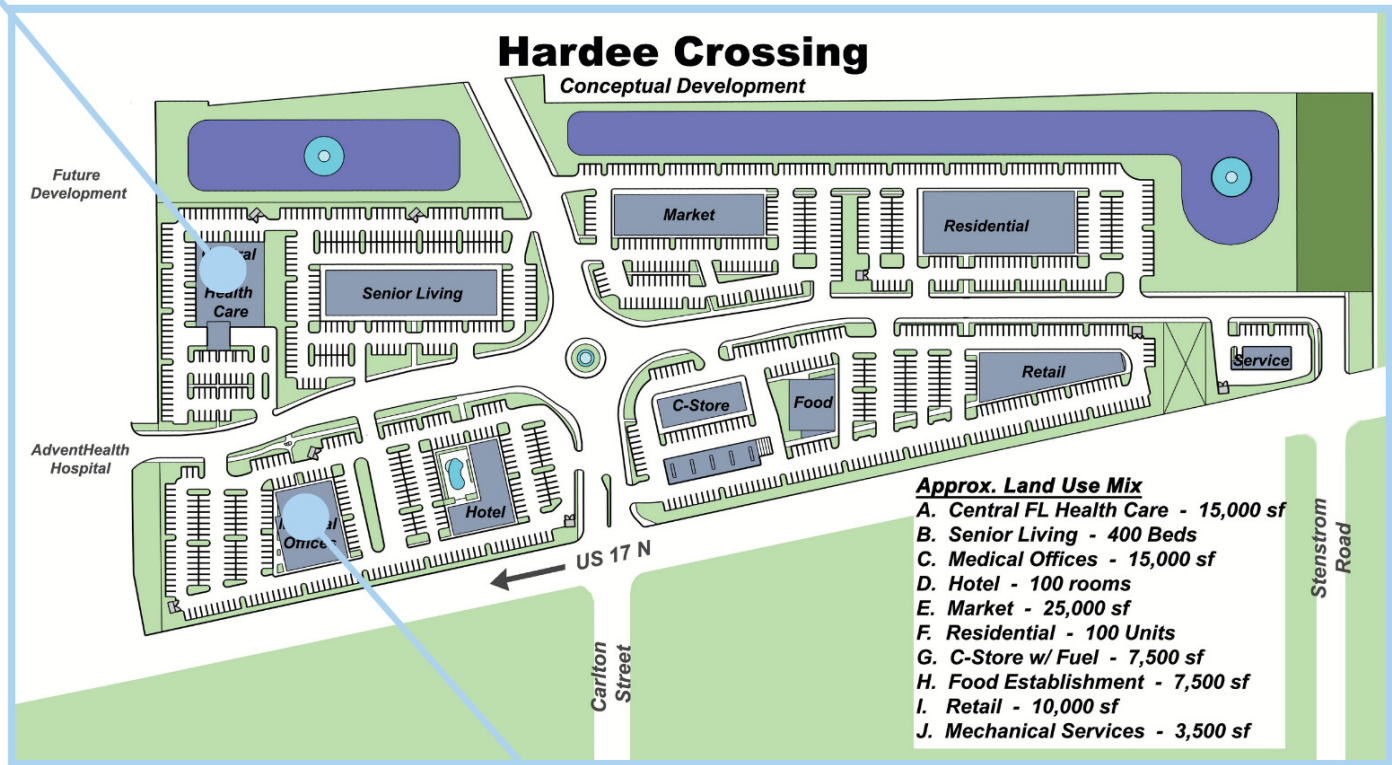 Hardee Crossing
Conceptual Development
Future
Development
Market
Residential
Health
Care
Senior Living
C-Store
Food
Retail
Service
AdventHealth
Hospital
Hotel
Offices
US 17 N
Carlton
Street
Stenstrom
Road
Approx. Land Use Mix
A. Central FL Health Care - 15,000 sf
B. Senior Living - 400 Beds
C. Medical Offices - 15,000 sf
D. Hotel - 100 rooms
E. Market - 25,000 sf
F. Residential - 100 Units
G. C-Store w/ Fuel - 7,500 sf
H. Food Establishment - 7,500 sf
I. Retail - 10,000 sf
J. Mechanical Services - 3,500 sf